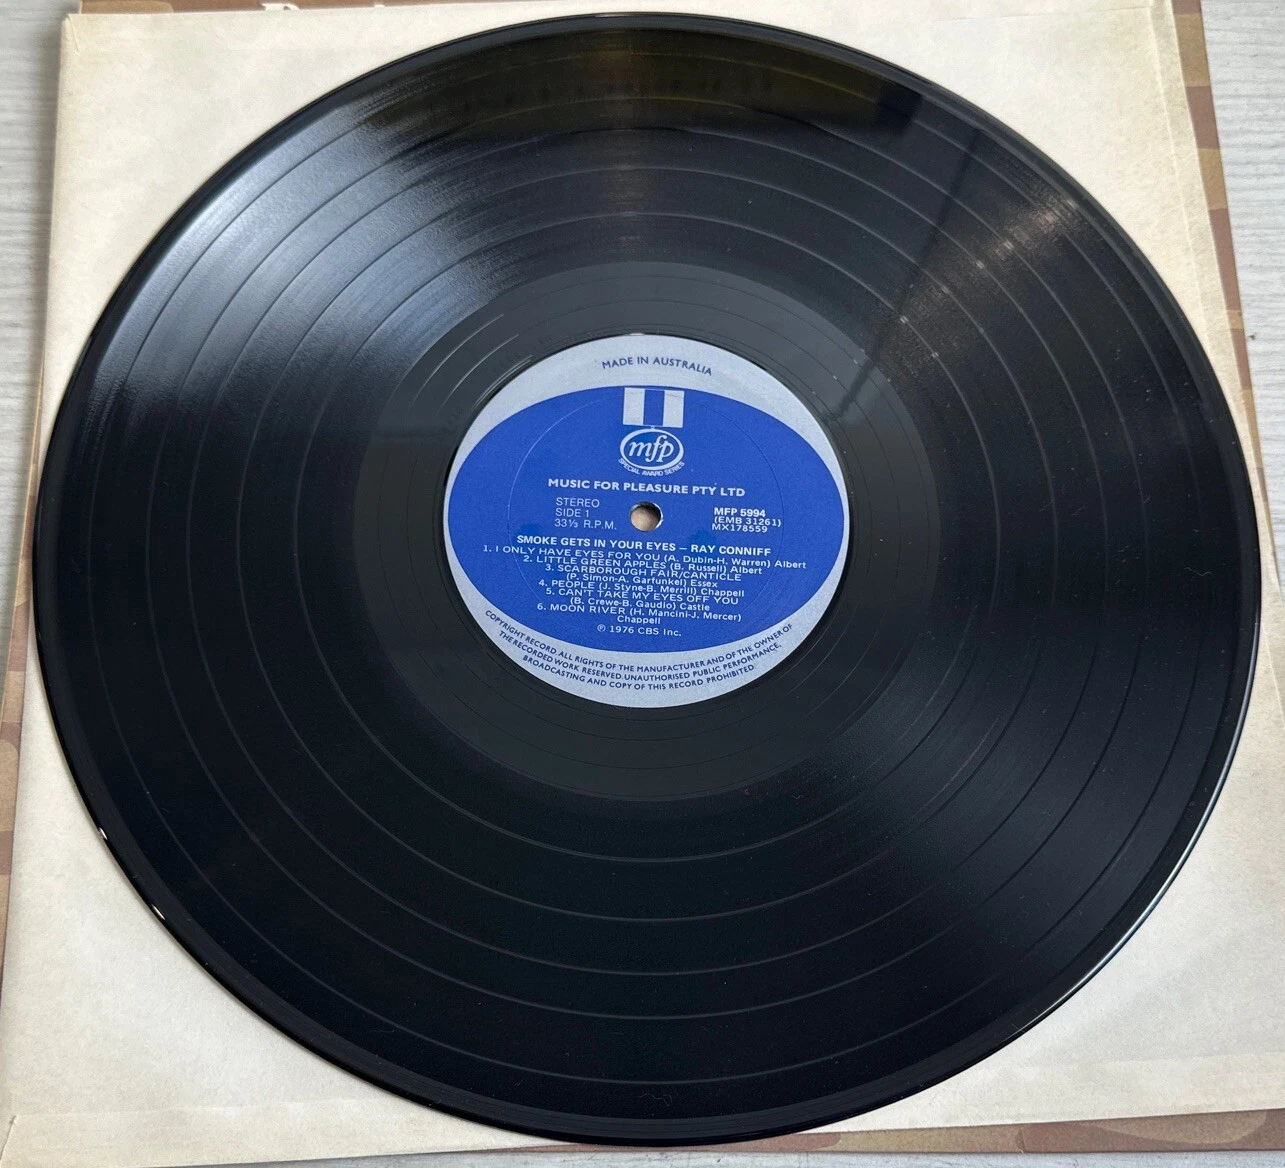 MADE IN AUSTRALIA
mfp
SPECIAL AWARD SERIES
MUSIC FOR PLEASURE PTY LTD
STEREO
SIDE 1
33⅓ R.P.M.
MFP 5994
(EMB 31261)
MX178559
SMOKE GETS IN YOUR EYES – RAY CONNIFF
1. I ONLY HAVE EYES FOR YOU (A. Dubin-H. Warren) Albert
2. LITTLE GREEN APPLES (B. Russell) Albert
3. SCARBOROUGH FAIR/CANTICLE
(P. Simon-A. Garfunkel) Essex
4. PEOPLE (J. Styne-B. Merrill) Chappell
5. CAN'T TAKE MY EYES OFF YOU
(B. Crewe-B. Gaudio) Castle
6. MOON RIVER (H. Mancini-J. Mercer)
Chappell
℗ 1976 CBS Inc.
COPYRIGHT RECORD. ALL RIGHTS OF THE MANUFACTURER AND OF THE OWNER OF
THE RECORDED WORK RESERVED. UNAUTHORISED PUBLIC PERFORMANCE,
BROADCASTING AND COPY OF THIS RECORD PROHIBITED